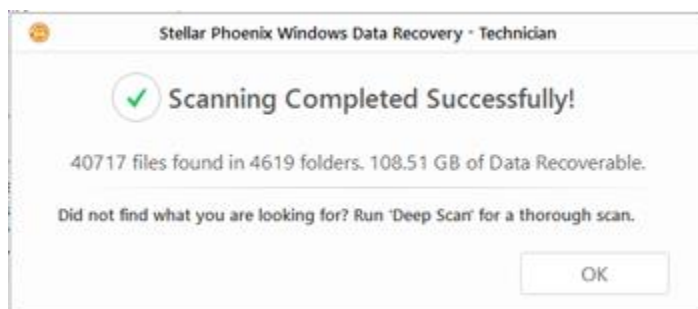 Stellar Phoenix Windows Data Recovery - Technician
Scanning Completed Successfully!
40717 files found in 4619 folders. 108.51 GB of Data Recoverable.
Did not find what you are looking for? Run 'Deep Scan' for a thorough scan.
OK